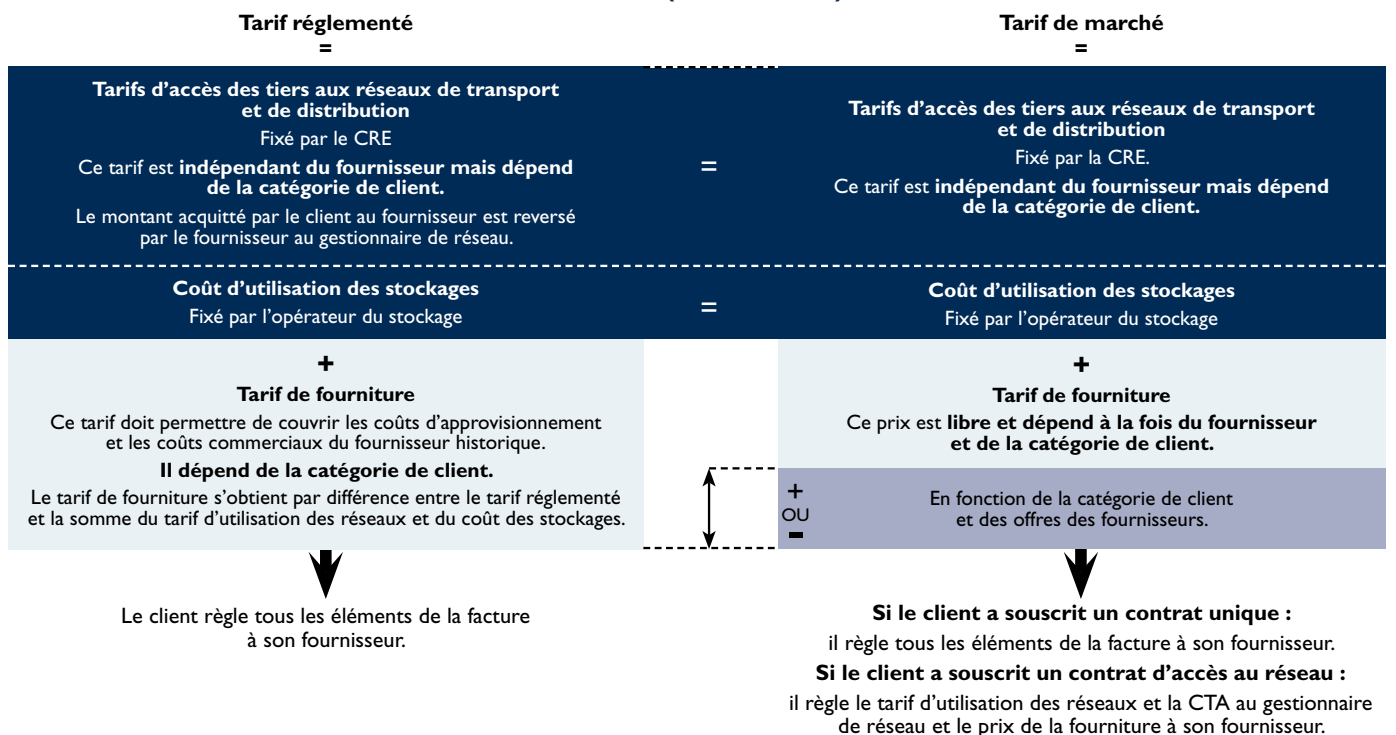 Tarif réglementé
=
Tarifs d'accès des tiers aux réseaux de transport
et de distribution
Fixé par le CRE
Ce tarif est indépendant du fournisseur mais dépend
de la catégorie de client.
Le montant acquitté par le client au fournisseur est reversé
par le fournisseur au gestionnaire de réseau.
Coût d'utilisation des stockages
Fixé par l'opérateur du stockage
+
Tarif de fourniture
Ce tarif doit permettre de couvrir les coûts d'approvisionnement
et les coûts commerciaux du fournisseur historique.
Il dépend de la catégorie de client.
Le tarif de fourniture s'obtient par différence entre le tarif réglementé
et la somme du tarif d'utilisation des réseaux et du coût des stockages.
Le client règle tous les éléments de la facture
à son fournisseur.
=
=
Tarif de marché
=
Tarifs d'accès des tiers aux réseaux de transport
et de distribution
Fixé par la CRE.
Ce tarif est indépendant du fournisseur mais dépend
de la catégorie de client.
Coût d'utilisation des stockages
Fixé par l'opérateur du stockage
+
Tarif de fourniture
Ce prix est libre et dépend à la fois du fournisseur
et de la catégorie de client.
+
OU
-
En fonction de la catégorie de client
et des offres des fournisseurs.
Si le client a souscrit un contrat unique :
il règle tous les éléments de la facture à son fournisseur.
Si le client a souscrit un contrat d'accès au réseau :
il règle le tarif d'utilisation des réseaux et la CTA au gestionnaire
de réseau et le prix de la fourniture à son fournisseur.